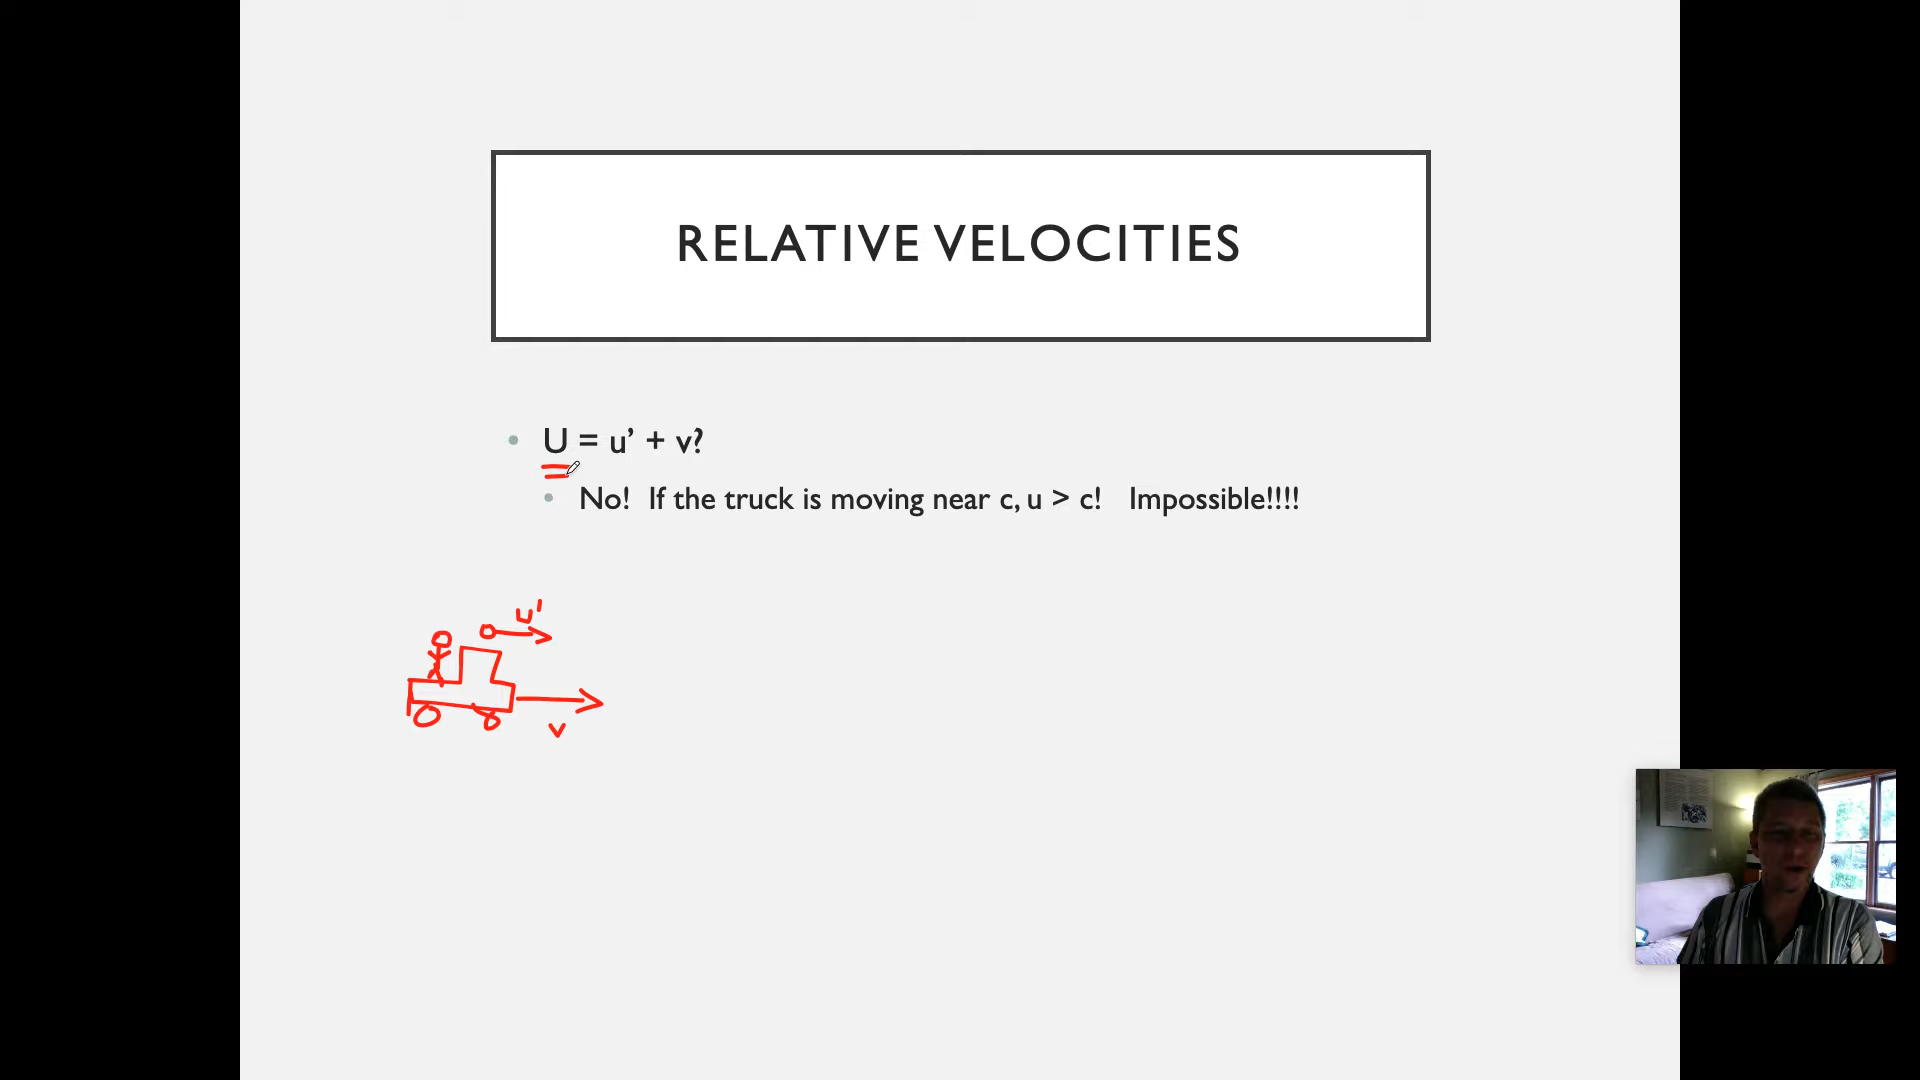 RELATIVE VELOCITIES
U = u’ + v?
No! If the truck is moving near c, u > c! Impossible!!!!
u'
v